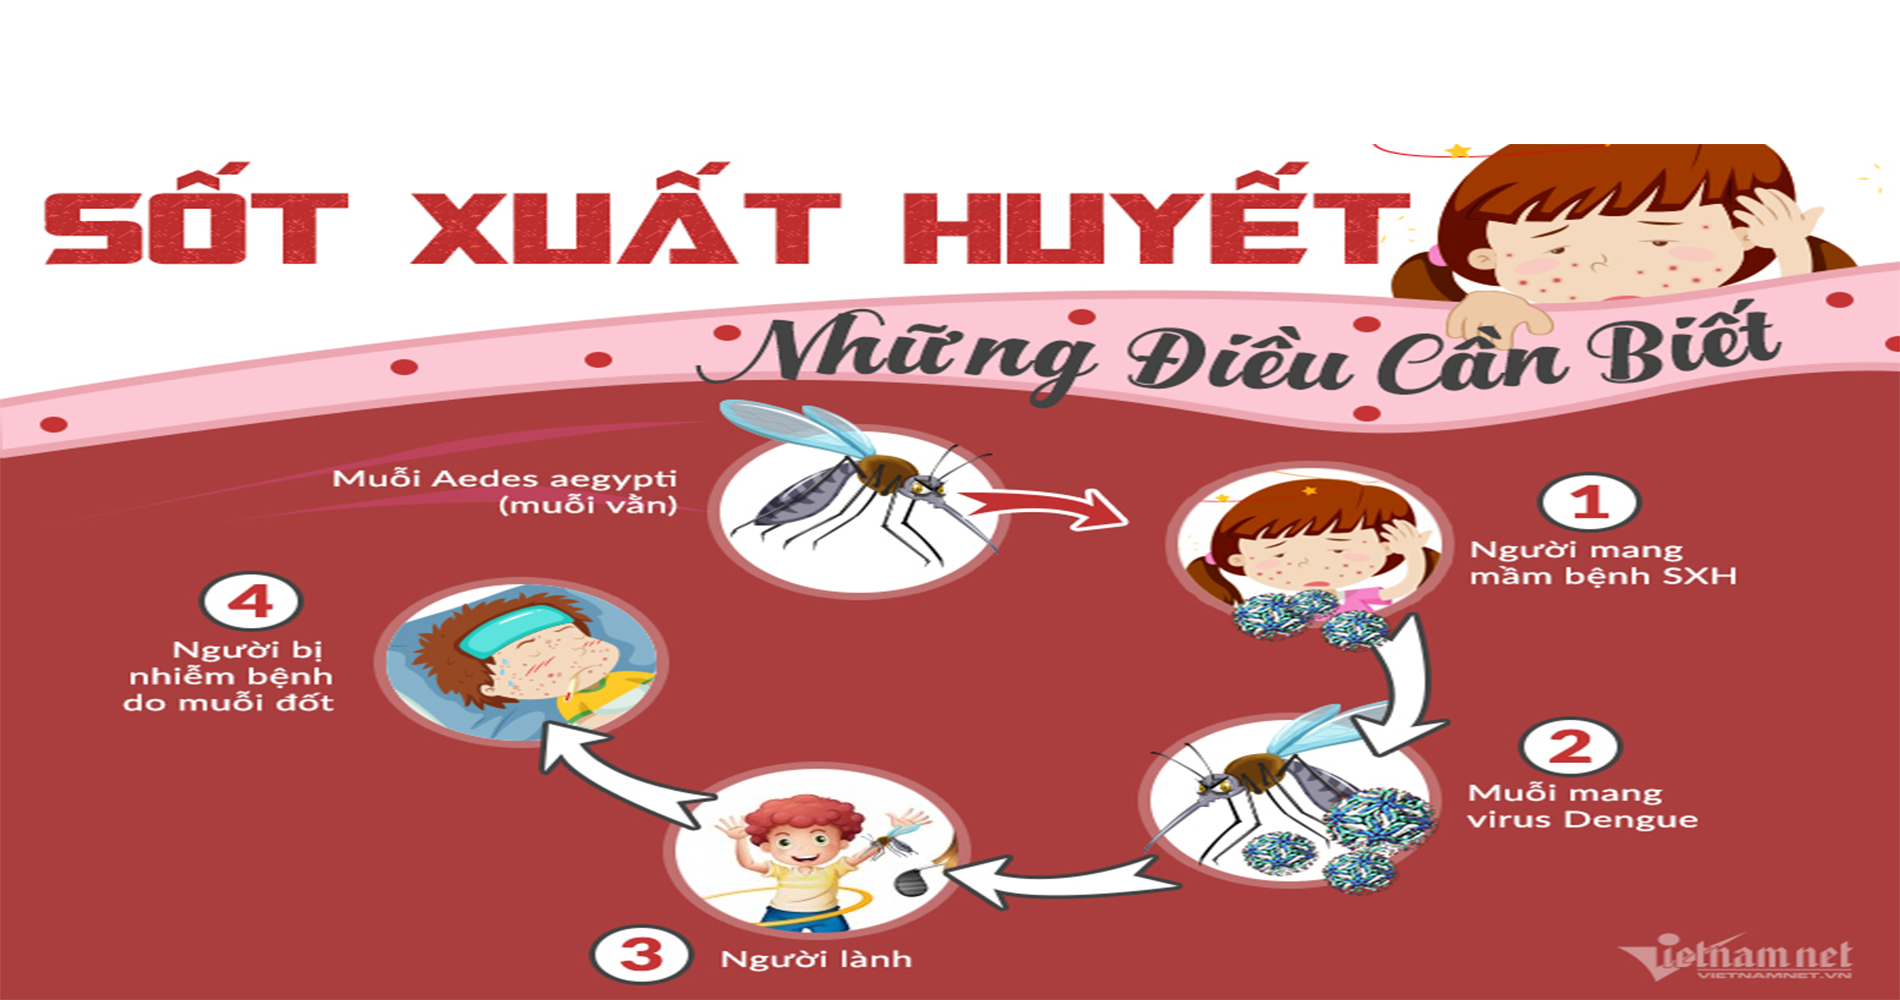 SỐT XUẤT HUYẾT
Những Điều Cần Biết
Muỗi Aedes aegypti
(muỗi vằn)
1
Người mang
mầm bệnh SXH
2
Muỗi mang
virus Dengue
3
Người lành
4
Người bị
nhiễm bệnh
do muỗi đốt
Vietnamnet
VIETNAMNET.VN